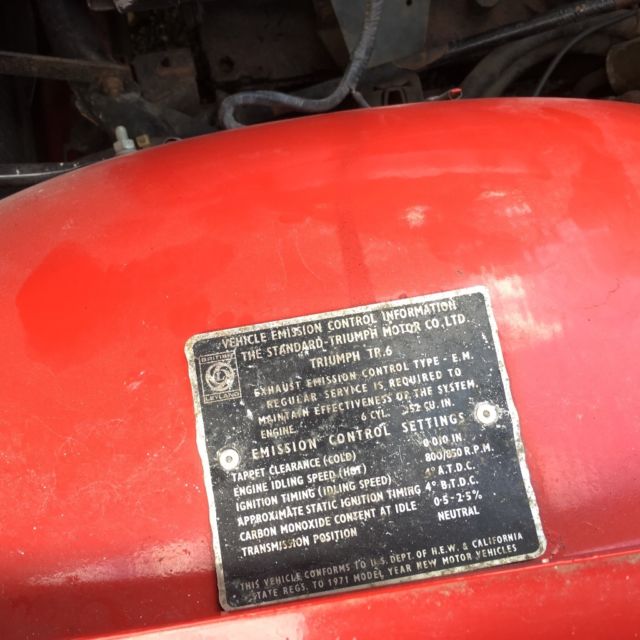 VEHICLE EMISSION CONTROL INFORMATION
THE STANDARD-TRIUMPH MOTOR CO. LTD.
TRIUMPH TR.6
BRITISH
LEYLAND
EXHAUST EMISSION CONTROL TYPE - E.M.
REGULAR SERVICE IS REQUIRED TO
MAINTAIN EFFECTIVENESS OF THE SYSTEM.
ENGINE 6 CYL. 152 CU. IN.
EMISSION CONTROL SETTINGS
TAPPET CLEARANCE (COLD) 0·010 IN
ENGINE IDLING SPEED (HOT) 800/850 R.P.M.
IGNITION TIMING (IDLING SPEED) 4° A.T.D.C.
APPROXIMATE STATIC IGNITION TIMING 4° B.T.D.C.
CARBON MONOXIDE CONTENT AT IDLE 0·5-2·5%
TRANSMISSION POSITION NEUTRAL
THIS VEHICLE CONFORMS TO U.S. DEPT. OF H.E.W. & CALIFORNIA
STATE REGS. TO 1971 MODEL YEAR NEW MOTOR VEHICLES